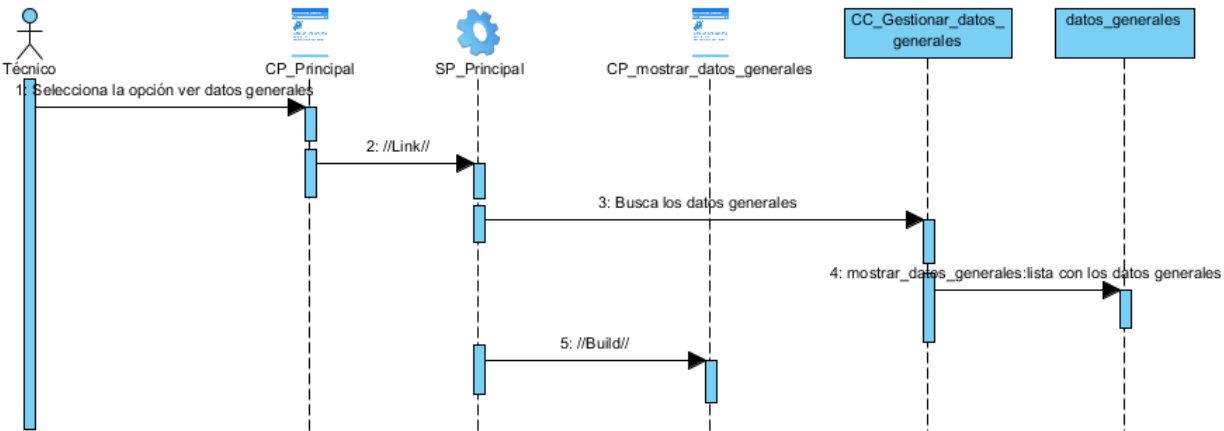 CC_Gestionar_datos_
generales
datos_generales
Técnico
CP_Principal
SP_Principal
CP_mostrar_datos_generales
1: Selecciona la opción ver datos generales
2: //Link//
3: Busca los datos generales
4: mostrar_datos_generales:lista con los datos generales
5: //Build//